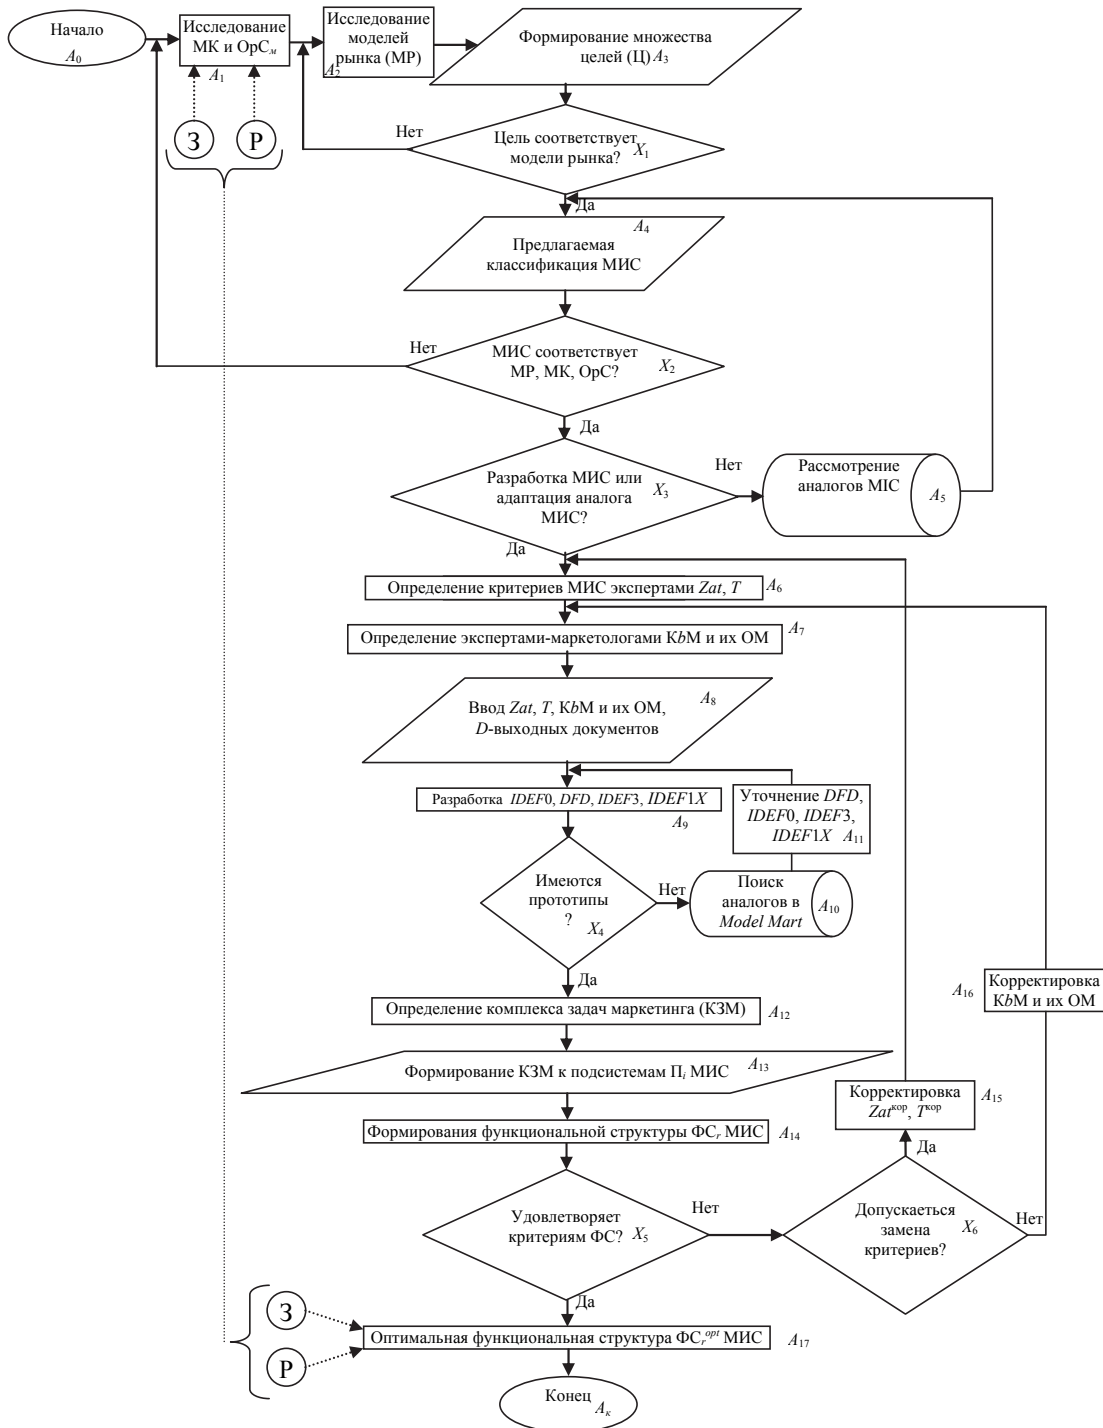 Начало
A₀
Исследование
МК и ОрСм
A₁
Исследование
моделей
рынка (МР)
A₂
Формирование множества
целей (Ц) A₃
З
Р
Нет
Цель соответствует
модели рынка?
X₁
Да
A₄
Предлагаемая
классификация МИС
Нет
МИС соответствует
МР, МК, ОрС?
X₂
Да
Разработка МИС или
адаптация аналога
МИС?
X₃
Нет
Рассмотрение
аналогов MIC
A₅
Да
Определение критериев МИС экспертами Zat, T
A₆
Определение экспертами-маркетологами КbМ и их ОМ
A₇
Ввод Zat, T, КbМ и их ОМ,
D-выходных документов
A₈
Разработка IDEF0, DFD, IDEF3, IDEF1X
A₉
Уточнение DFD,
IDEF0, IDEF3,
IDEF1X A₁₁
Имеются
прототипы
?
X₄
Нет
Поиск
аналогов в
Model Mart
A₁₀
Да
Определение комплекса задач маркетинга (КЗМ)
A₁₂
A₁₆
Корректировка
КbМ и их ОМ
Формирование КЗМ к подсистемам Пi МИС
A₁₃
Корректировка
Zatᵏᵒᵖ, Tᵏᵒᵖ
A₁₅
Формирования функциональной структуры ФСr МИС
A₁₄
Да
Удовлетворяет
критериям ФС?
X₅
Нет
Допускаеться
замена
критериев?
X₆
Нет
Да
З
Р
Оптимальная функциональная структура ФСrᵒᵖᵗ МИС
A₁₇
Конец
Aк